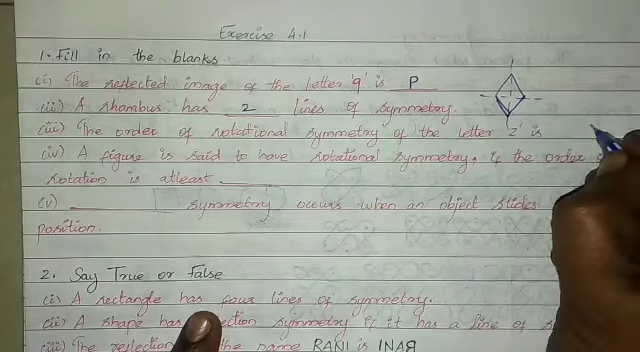 Exercise 4.1
1. Fill in the blanks
(i) The reflected image of the letter 'q' is P
(ii) A rhombus has 2 lines of symmetry.
(iii) The order of rotational symmetry of the letter 'z' is
(iv) A figure is said to have rotational symmetry, if the order
rotation is atleast ______
(v) ________ symmetry occurs when an object slides
position.
2. Say True or False
(i) A rectangle has four lines of symmetry.
(ii) A shape has ection symmetry if it has a line of
(iii) The reflection the name RANI is INAЯ